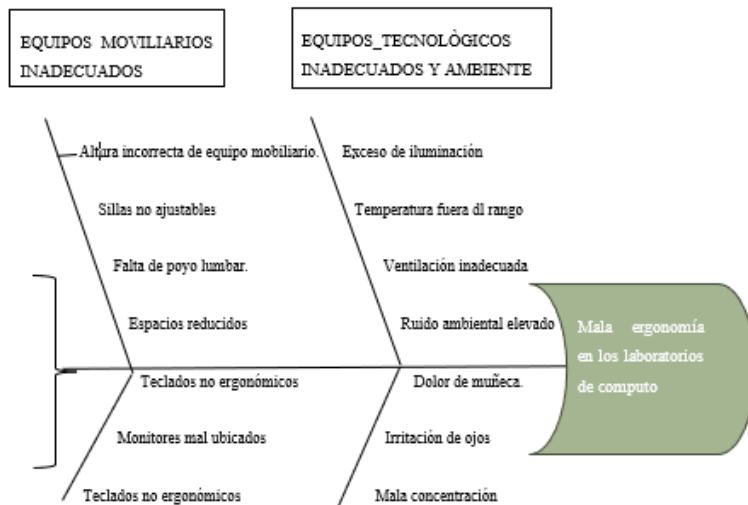 EQUIPOS MOVILIARIOS
INADECUADOS
EQUIPOS_TECNOLÒGICOS
INADECUADOS Y AMBIENTE
Altura incorrecta de equipo mobiliario.
Sillas no ajustables
Falta de poyo lumbar.
Espacios reducidos
Exceso de iluminación
Temperatura fuera dl rango
Ventilación inadecuada
Ruido ambiental elevado
Mala ergonomía
en los laboratorios
de computo
Teclados no ergonómicos
Monitores mal ubicados
Teclados no ergonómicos
Dolor de muñeca.
Irritación de ojos
Mala concentración